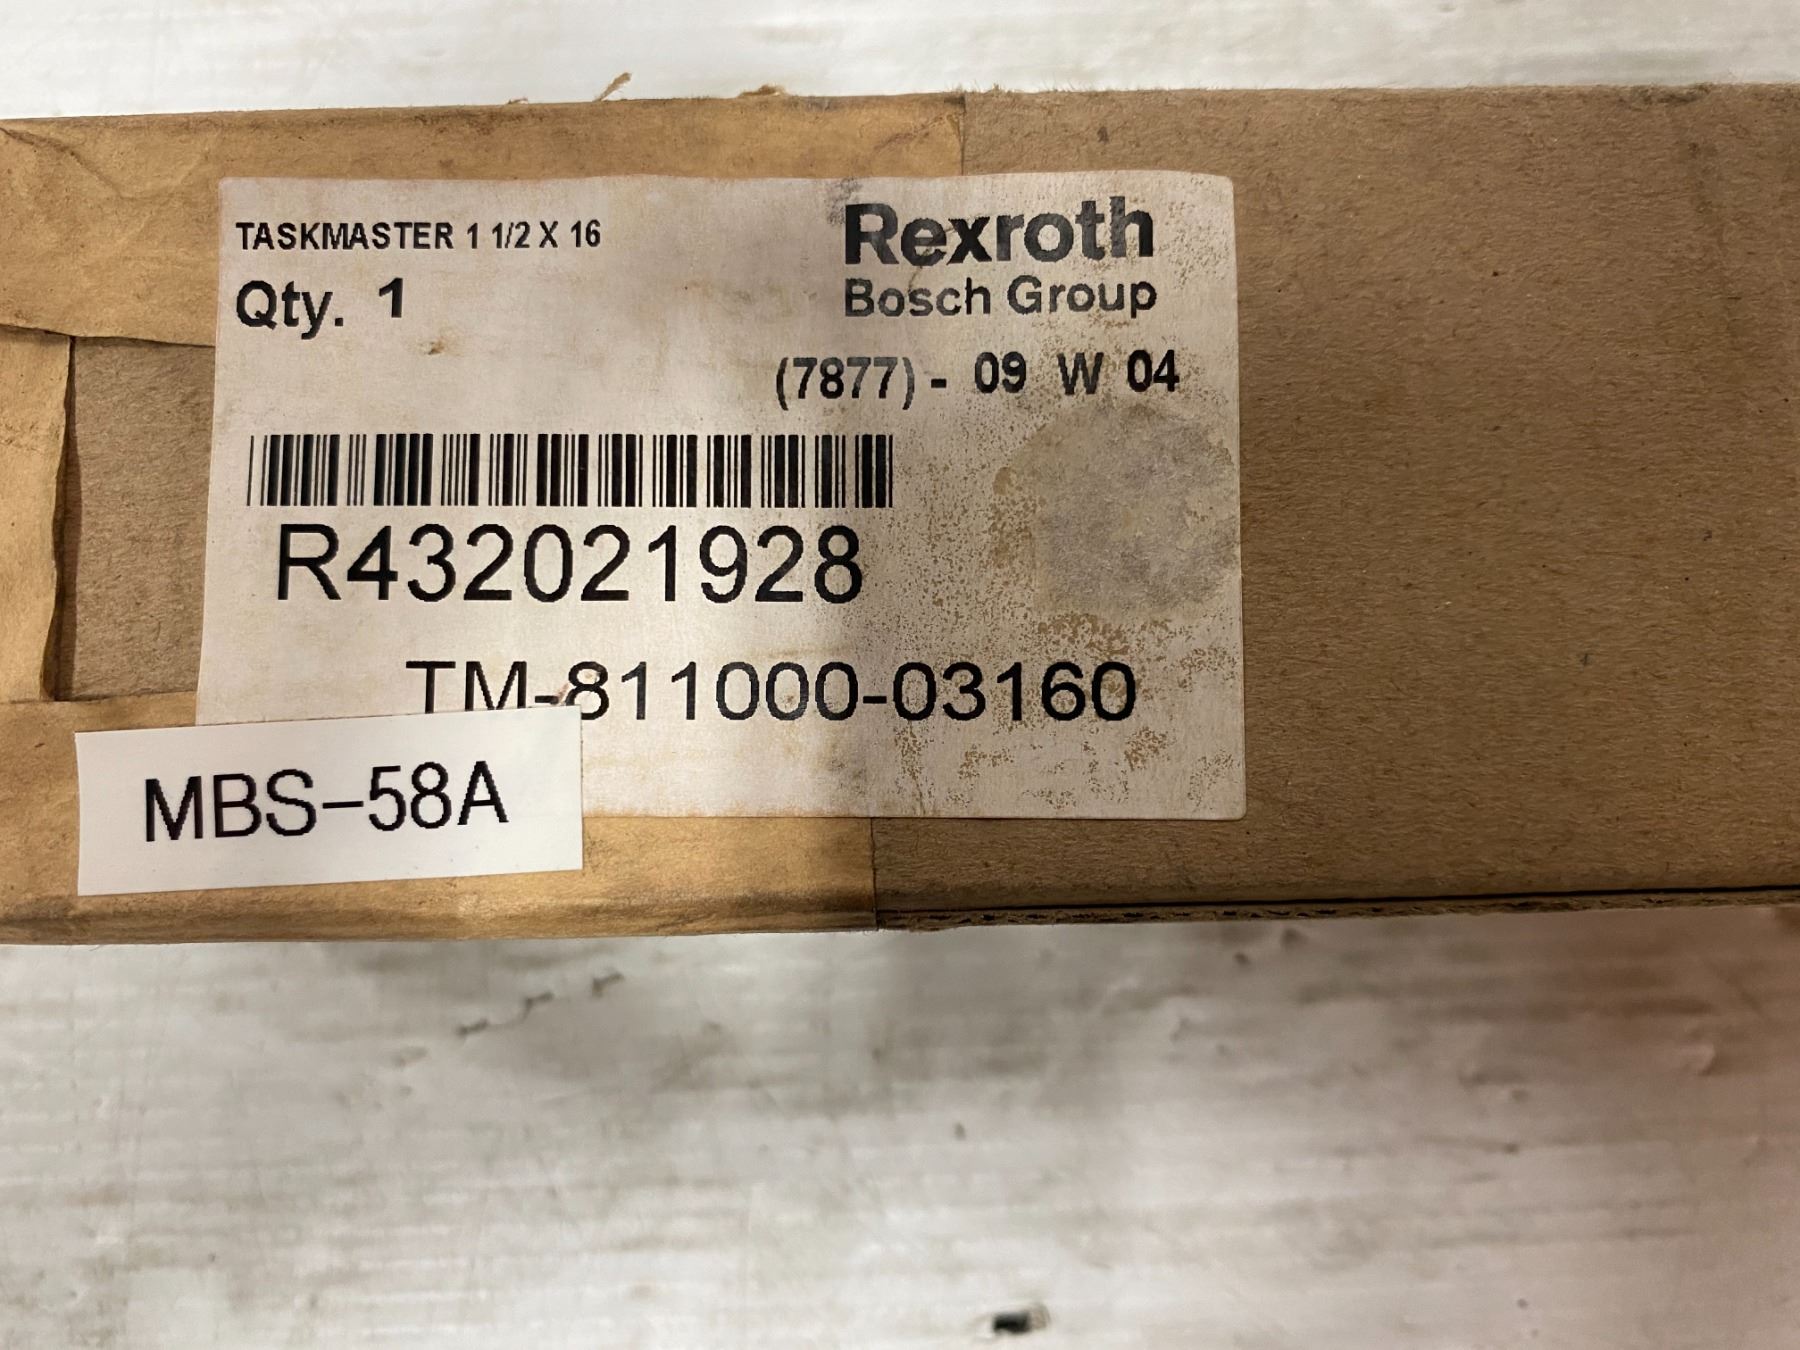 TASKMASTER 1 1/2 X 16
Rexroth
Bosch Group
Qty. 1
(7877) - 09 W 04
R432021928
TM-811000-03160
MBS-58A